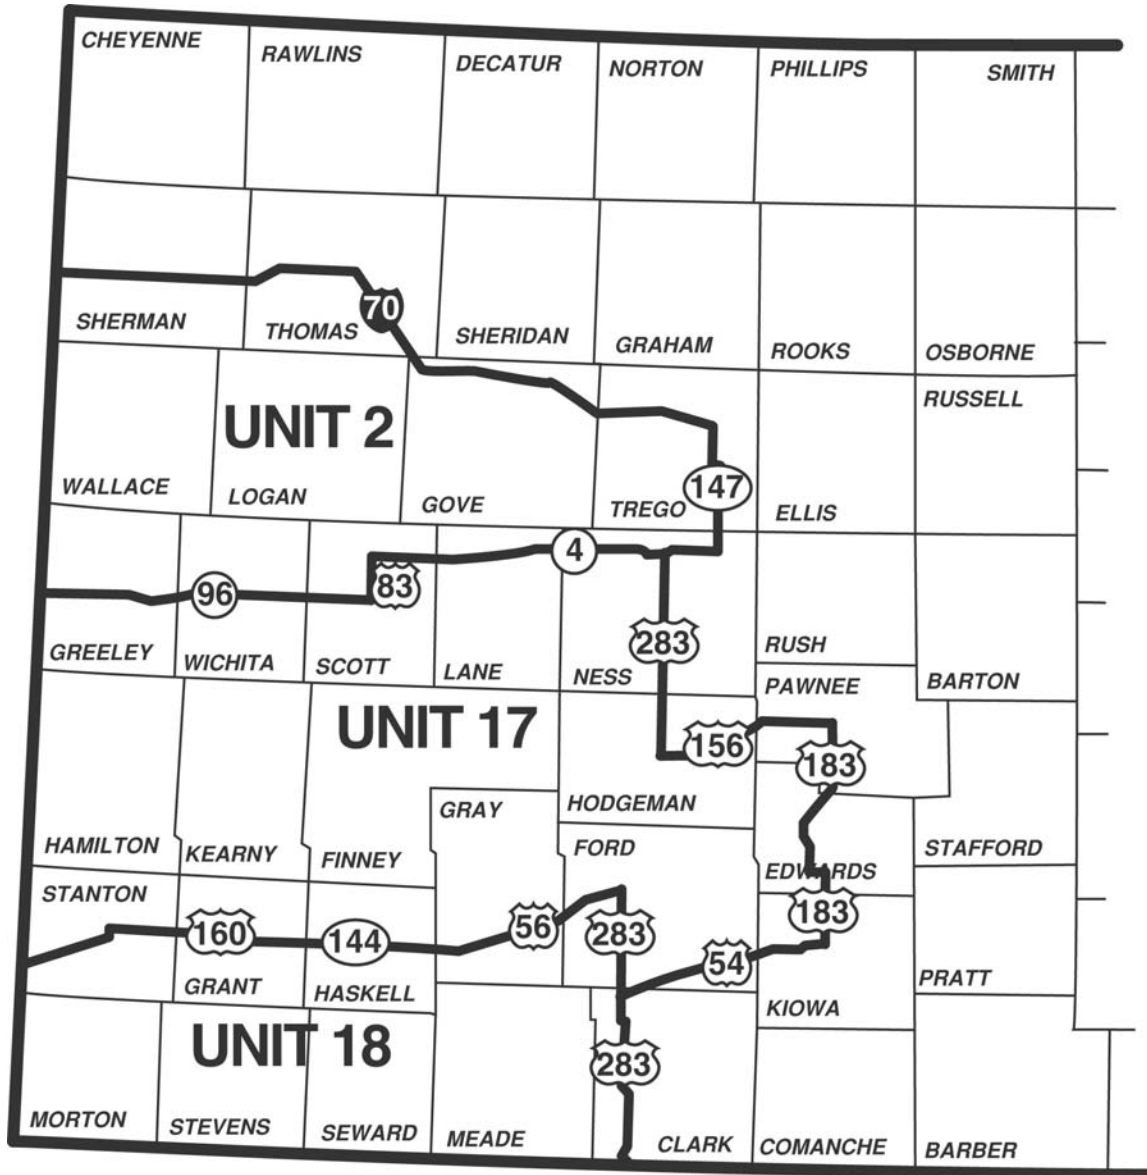 CHEYENNE
RAWLINS
DECATUR
NORTON
PHILLIPS
SMITH
70
SHERMAN
THOMAS
SHERIDAN
GRAHAM
ROOKS
OSBORNE
UNIT 2
RUSSELL
WALLACE
LOGAN
GOVE
TREGO
147
ELLIS
4
96
83
GREELEY
WICHITA
SCOTT
LANE
NESS
283
RUSH
PAWNEE
BARTON
UNIT 17
156
183
GRAY
HODGEMAN
HAMILTON
KEARNY
FINNEY
FORD
EDWARDS
STAFFORD
STANTON
160
144
56
283
183
54
GRANT
HASKELL
PRATT
KIOWA
UNIT 18
283
MORTON
STEVENS
SEWARD
MEADE
CLARK
COMANCHE
BARBER